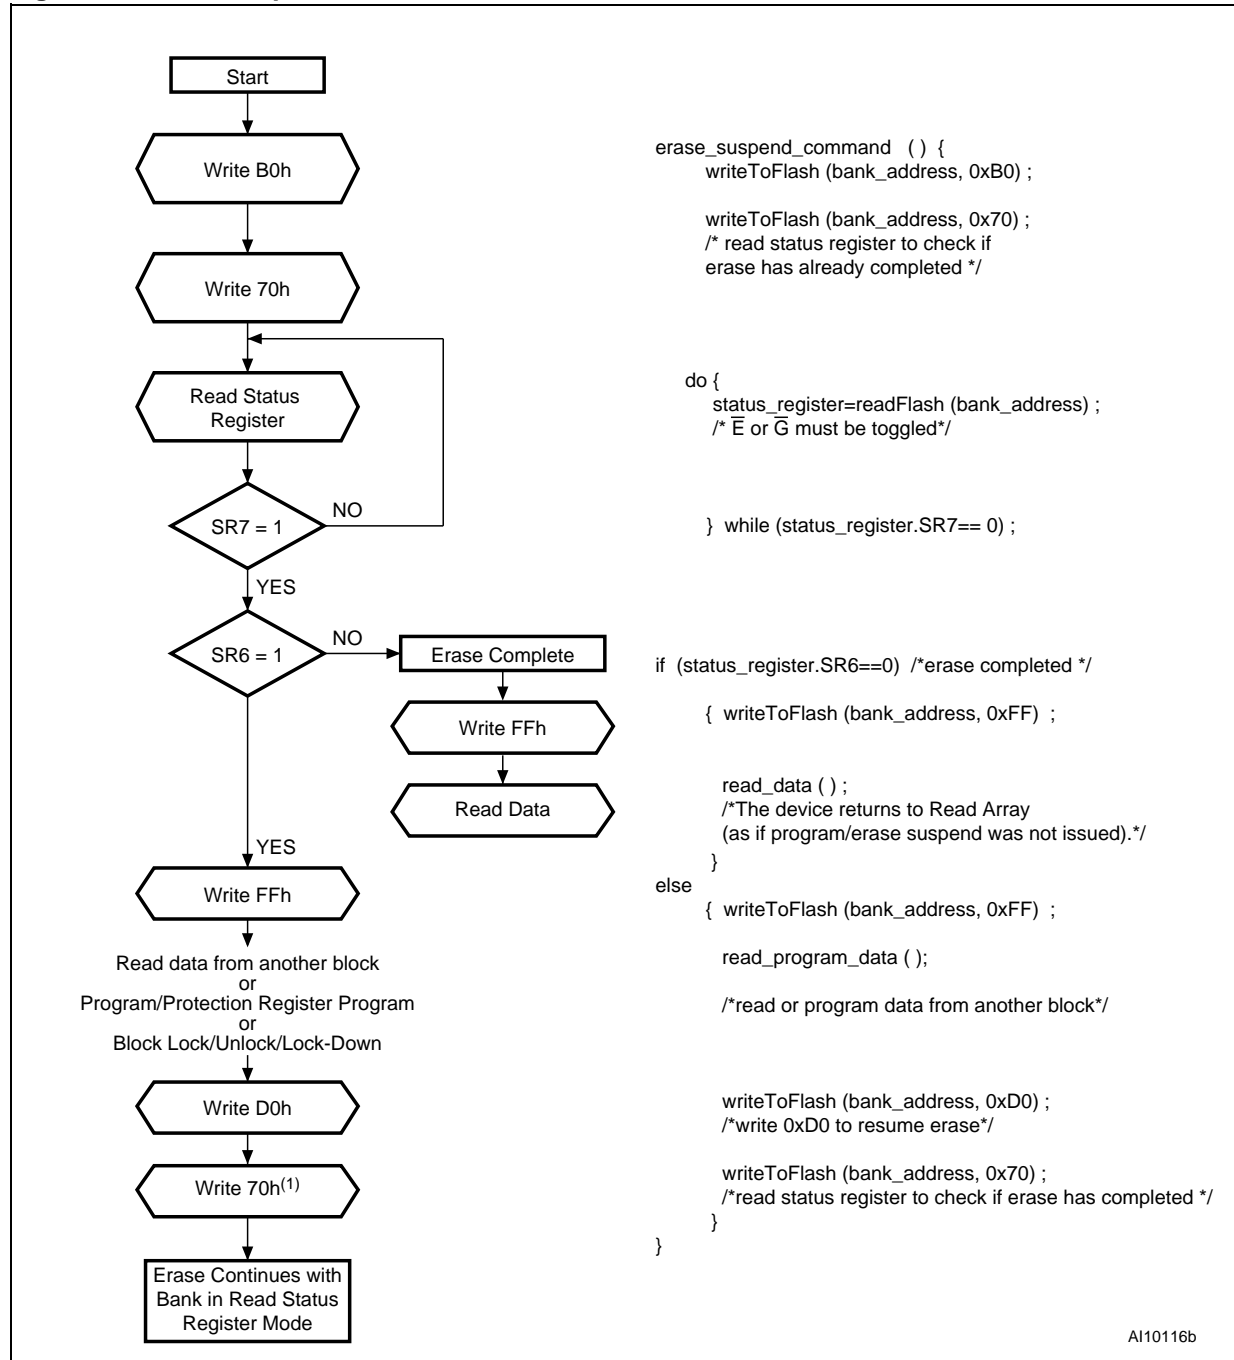 Start
Write B0h
Write 70h
Read Status
Register
SR7 = 1
NO
YES
SR6 = 1
NO
Erase Complete
Write FFh
Read Data
YES
Write FFh
Read data from another block
or
Program/Protection Register Program
or
Block Lock/Unlock/Lock-Down
Write D0h
Write 70h(1)
Erase Continues with
Bank in Read Status
Register Mode
erase_suspend_command ( ) {
writeToFlash (bank_address, 0xB0) ;
writeToFlash (bank_address, 0x70) ;
/* read status register to check if
erase has already completed */
do {
status_register=readFlash (bank_address) ;
/* E̅ or G̅ must be toggled*/
} while (status_register.SR7== 0) ;
if (status_register.SR6==0) /*erase completed */
{ writeToFlash (bank_address, 0xFF) ;
read_data ( ) ;
/*The device returns to Read Array
(as if program/erase suspend was not issued).*/
}
else
{ writeToFlash (bank_address, 0xFF) ;
read_program_data ( );
/*read or program data from another block*/
writeToFlash (bank_address, 0xD0) ;
/*write 0xD0 to resume erase*/
writeToFlash (bank_address, 0x70) ;
/*read status register to check if erase has completed */
}
}
AI10116b